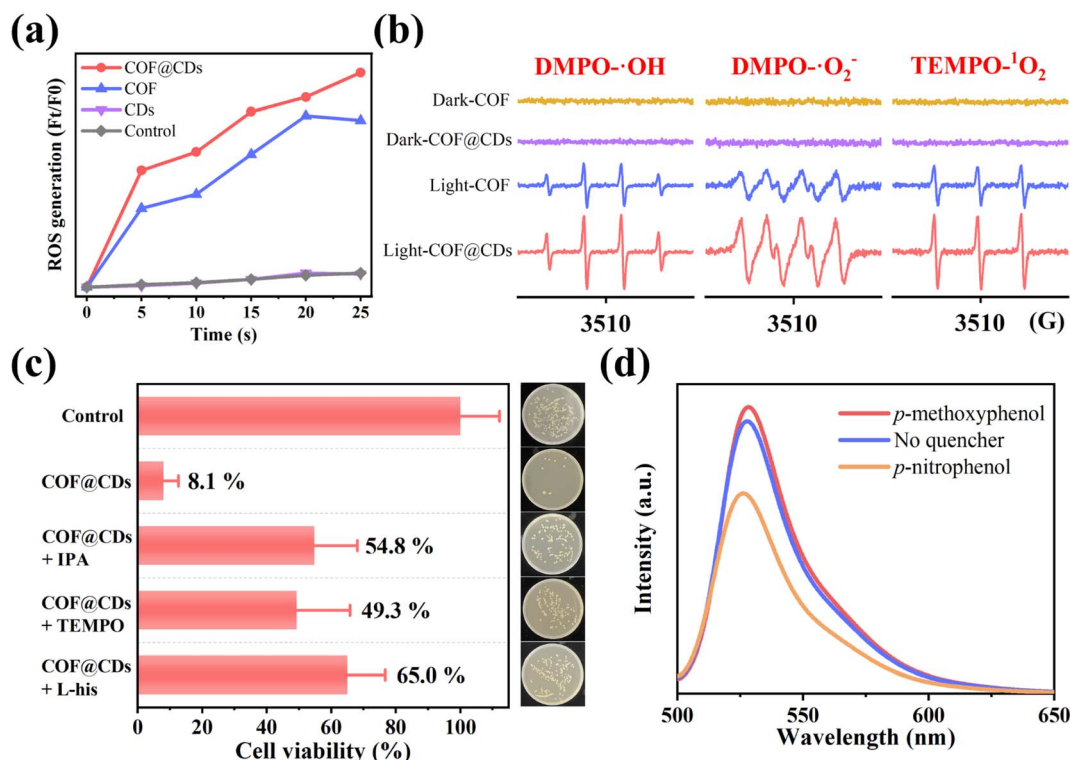 (a)
COF@CDs
COF
CDs
Control
ROS generation (Ft/F0)
0 5 10 15 20 25
Time (s)
(b)
DMPO-·OH DMPO-·O₂⁻ TEMPO-¹O₂
Dark-COF
Dark-COF@CDs
Light-COF
Light-COF@CDs
3510 3510 3510 (G)
(c)
Control
COF@CDs
8.1 %
COF@CDs
+ IPA
54.8 %
COF@CDs
+ TEMPO
49.3 %
COF@CDs
+ L-his
65.0 %
0 20 40 60 80 100
Cell viability (%)
(d)
p-methoxyphenol
No quencher
p-nitrophenol
Intensity (a.u.)
500 550 600 650
Wavelength (nm)